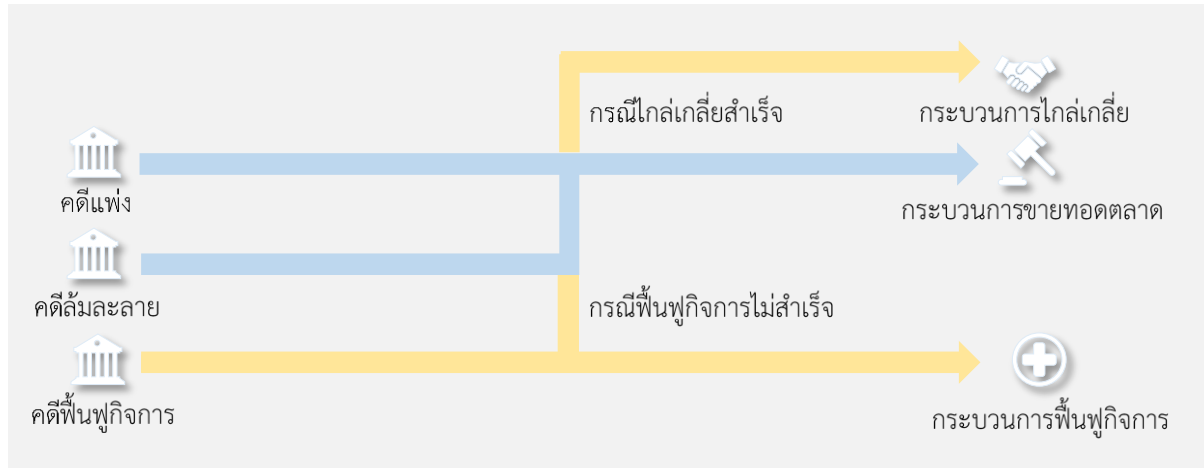 กรณีไกล่เกลี่ยสำเร็จ
กระบวนการไกล่เกลี่ย
คดีแพ่ง
กระบวนการขายทอดตลาด
คดีล้มละลาย
กรณีฟื้นฟูกิจการไม่สำเร็จ
คดีฟื้นฟูกิจการ
กระบวนการฟื้นฟูกิจการ